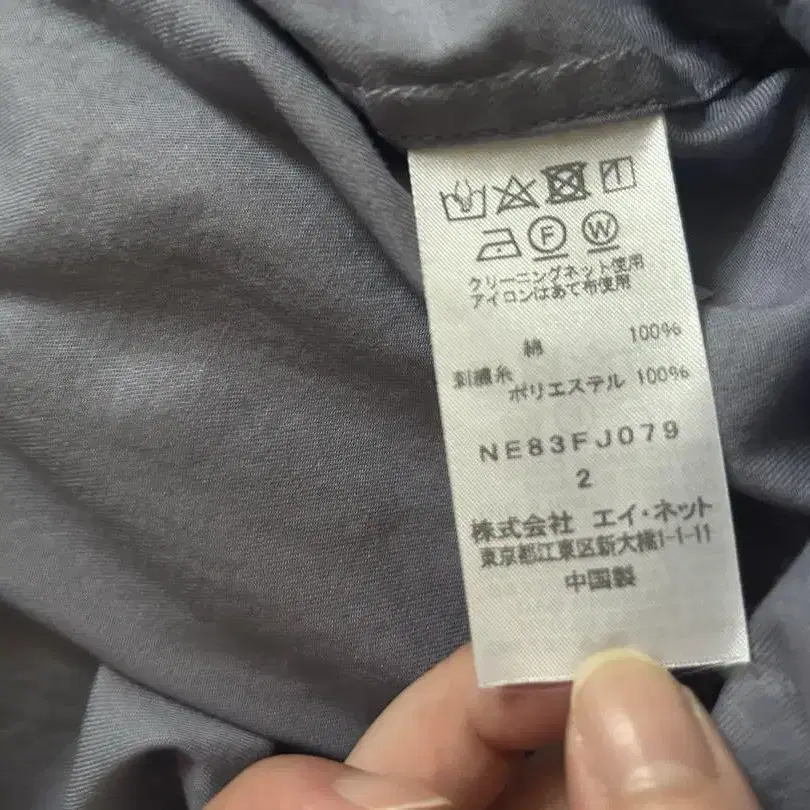 F W
クリーニングネット使用
アイロンはあて布使用
綿 100%
刺繍糸
ポリエステル 100%
NE83FJ079
2
株式会社 エイ・ネット
東京都江東区新大橋1-1-11
中国製